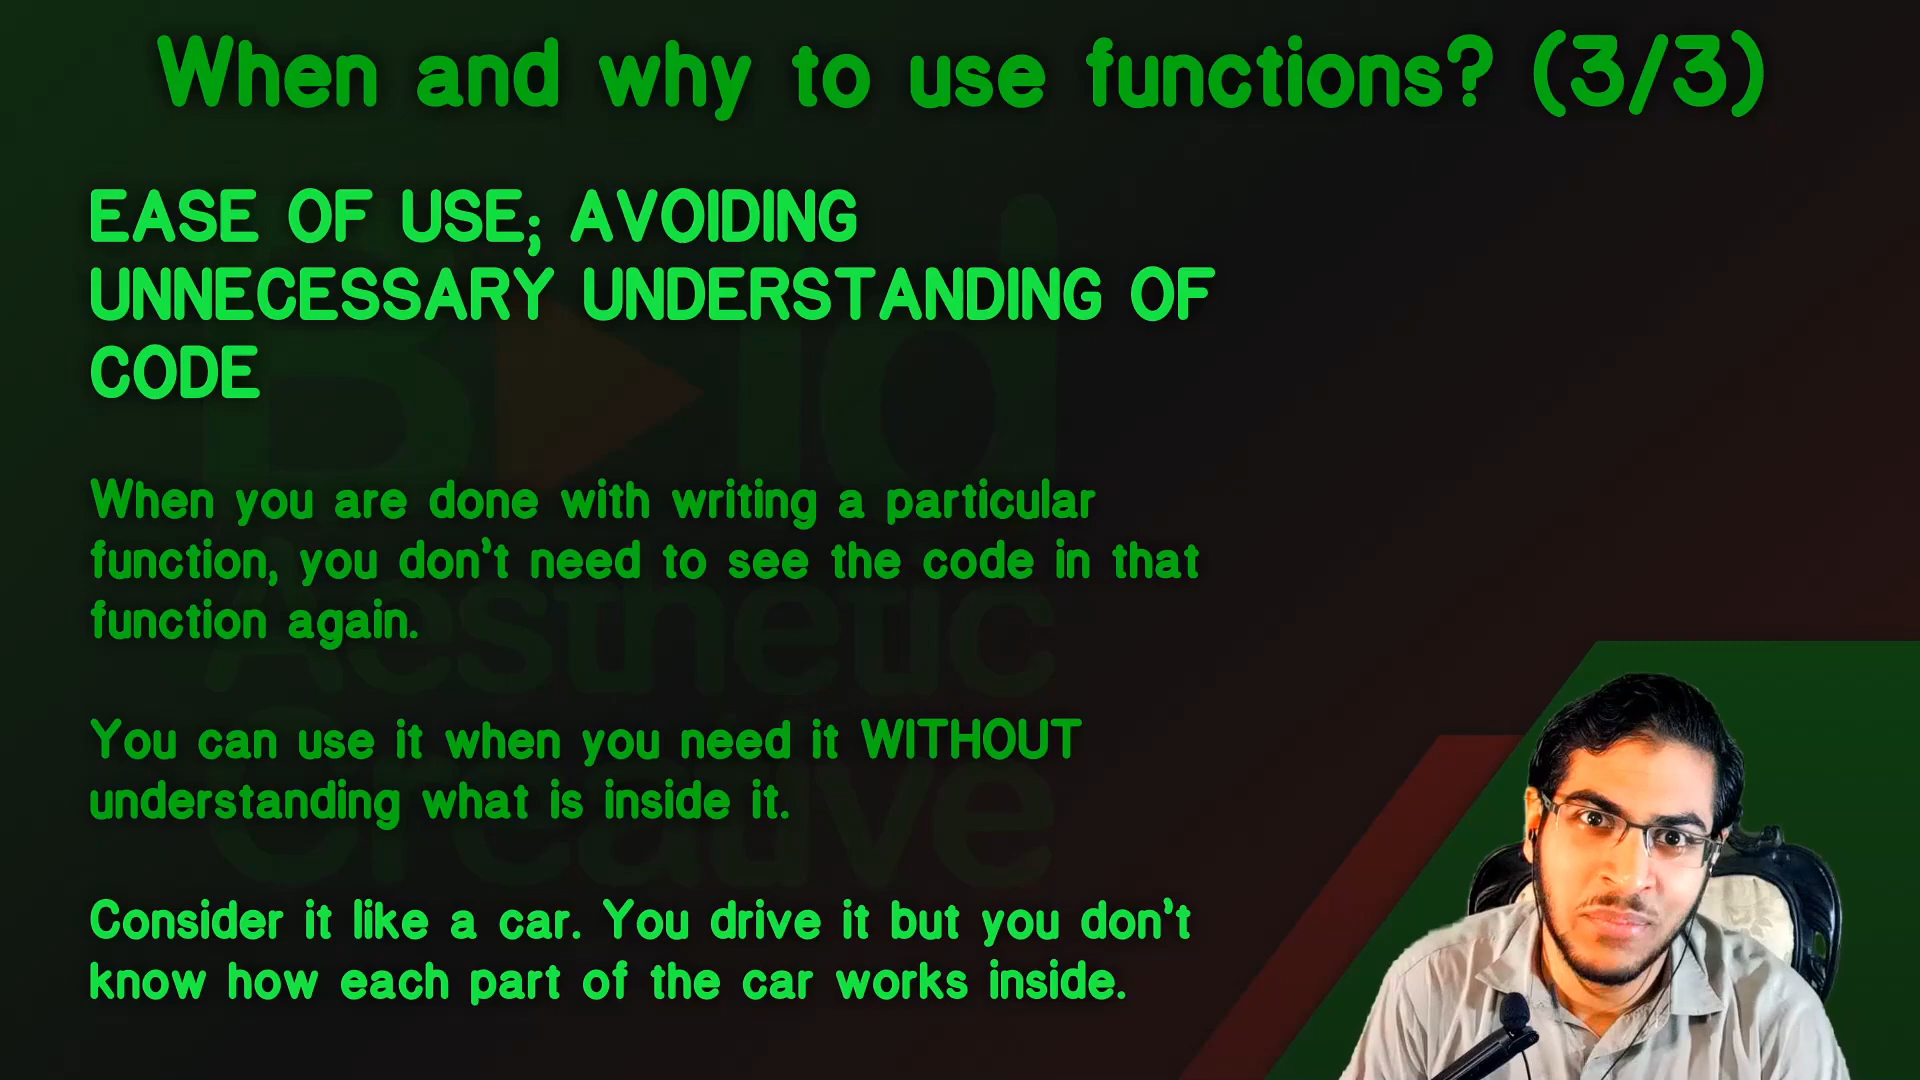 When and why to use functions? (3/3)
EASE OF USE; AVOIDING
UNNECESSARY UNDERSTANDING OF
CODE
When you are done with writing a particular
function, you don't need to see the code in that
function again.
You can use it when you need it WITHOUT
understanding what is inside it.
Consider it like a car. You drive it but you don't
know how each part of the car works inside.
Bold
Aesthetic
Creative